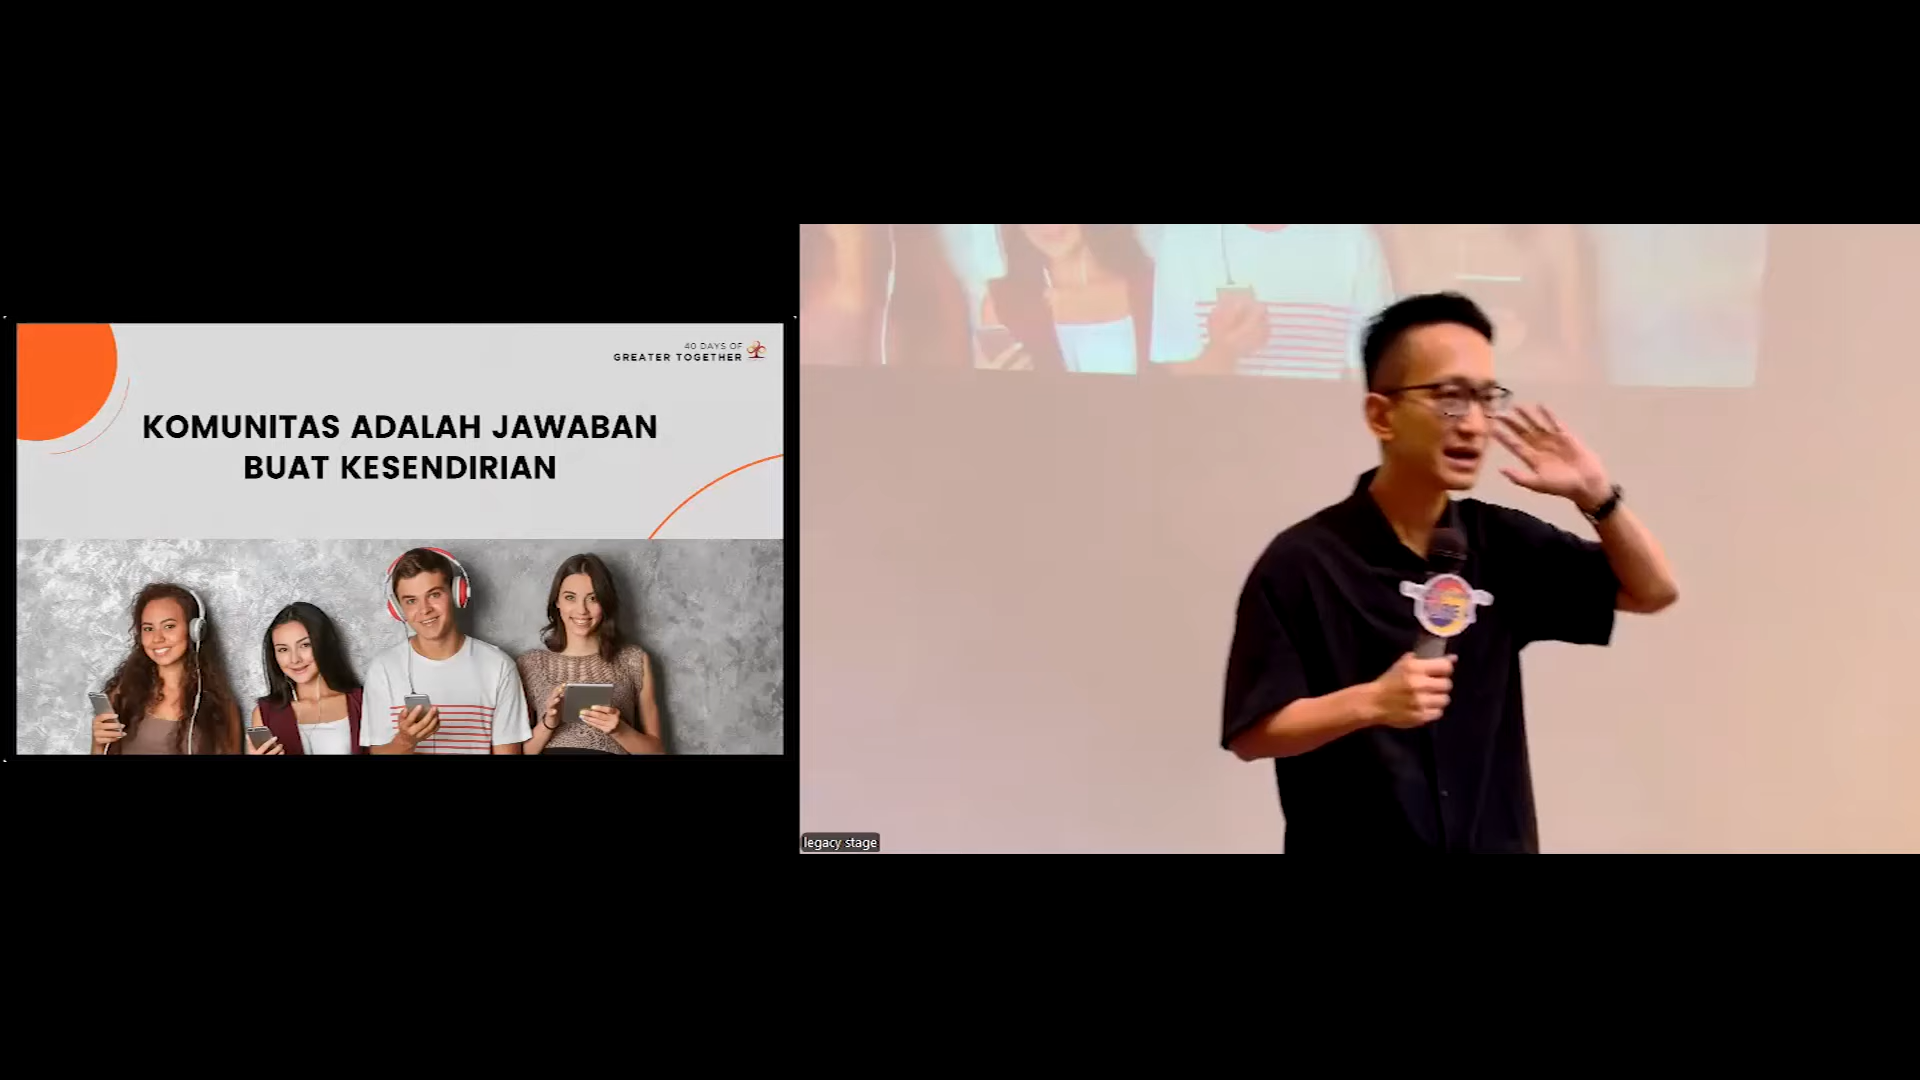 40 DAYS OF
GREATER TOGETHER
KOMUNITAS ADALAH JAWABAN
BUAT KESENDIRIAN
legacy stage